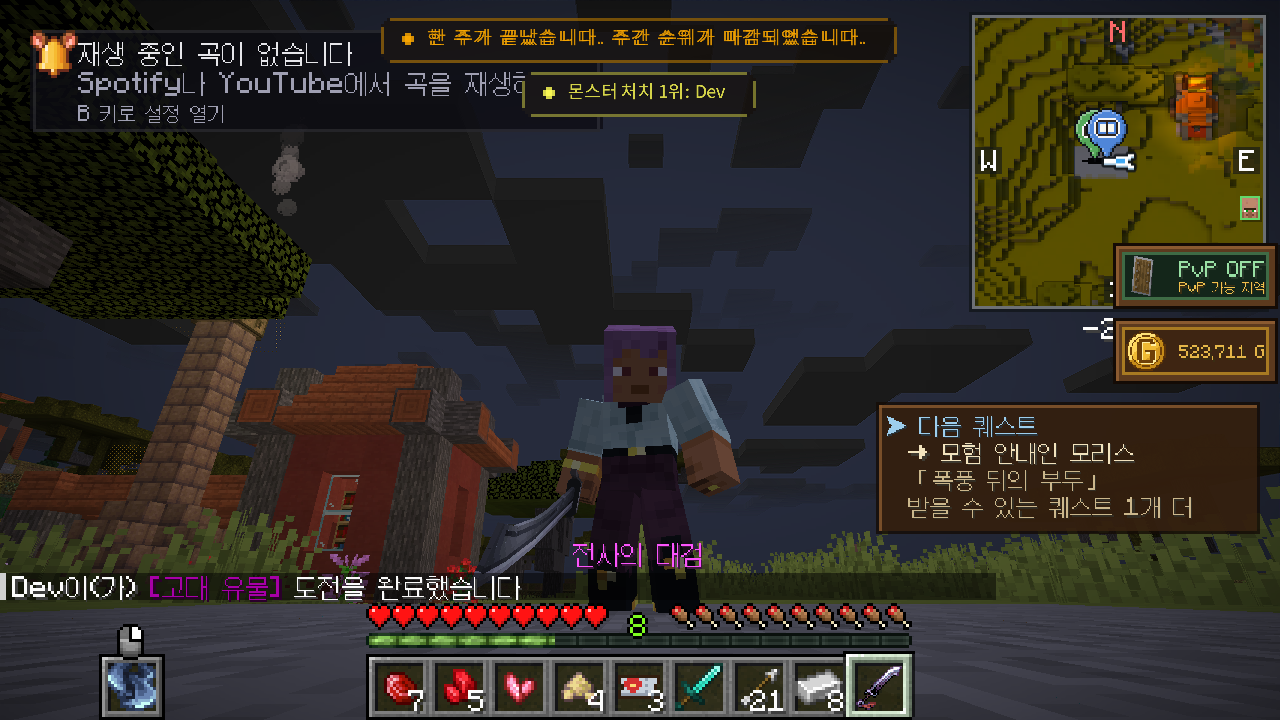 재생 중인 곡이 없습니다
Spotify나 YouTube에서 곡을 재생
B 키로 설정 열기
한 주가 끝났습니다. 주간 순위가 마감되었습니다.
몬스터 처치 1위: Dev
N
W
E
PvP OFF
PvP 가능 지역
523,711 G
다음 퀘스트
→ 모험 안내인 모리스
「폭풍 뒤의 부두」
받을 수 있는 퀘스트 1개 더
전사의 대검
Dev이(가) [고대 유물] 도전을 완료했습니다
8
7
5
4
3
21
8